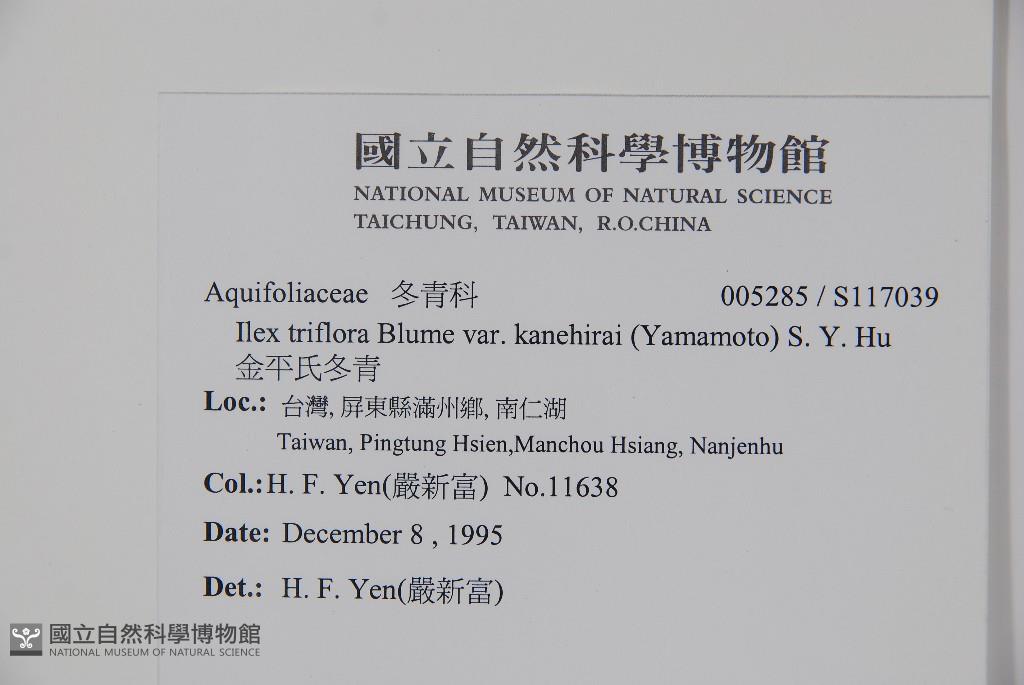 國立自然科學博物館
NATIONAL MUSEUM OF NATURAL SCIENCE
TAICHUNG, TAIWAN, R.O.CHINA
Aquifoliaceae 冬青科 005285 / S117039
Ilex triflora Blume var. kanehirai (Yamamoto) S. Y. Hu
金平氏冬青
Loc.: 台灣, 屏東縣滿州鄉, 南仁湖
Taiwan, Pingtung Hsien,Manchou Hsiang, Nanjenhu
Col.:H. F. Yen(嚴新富) No.11638
Date: December 8 , 1995
Det.: H. F. Yen(嚴新富)
國立自然科學博物館
NATIONAL MUSEUM OF NATURAL SCIENCE